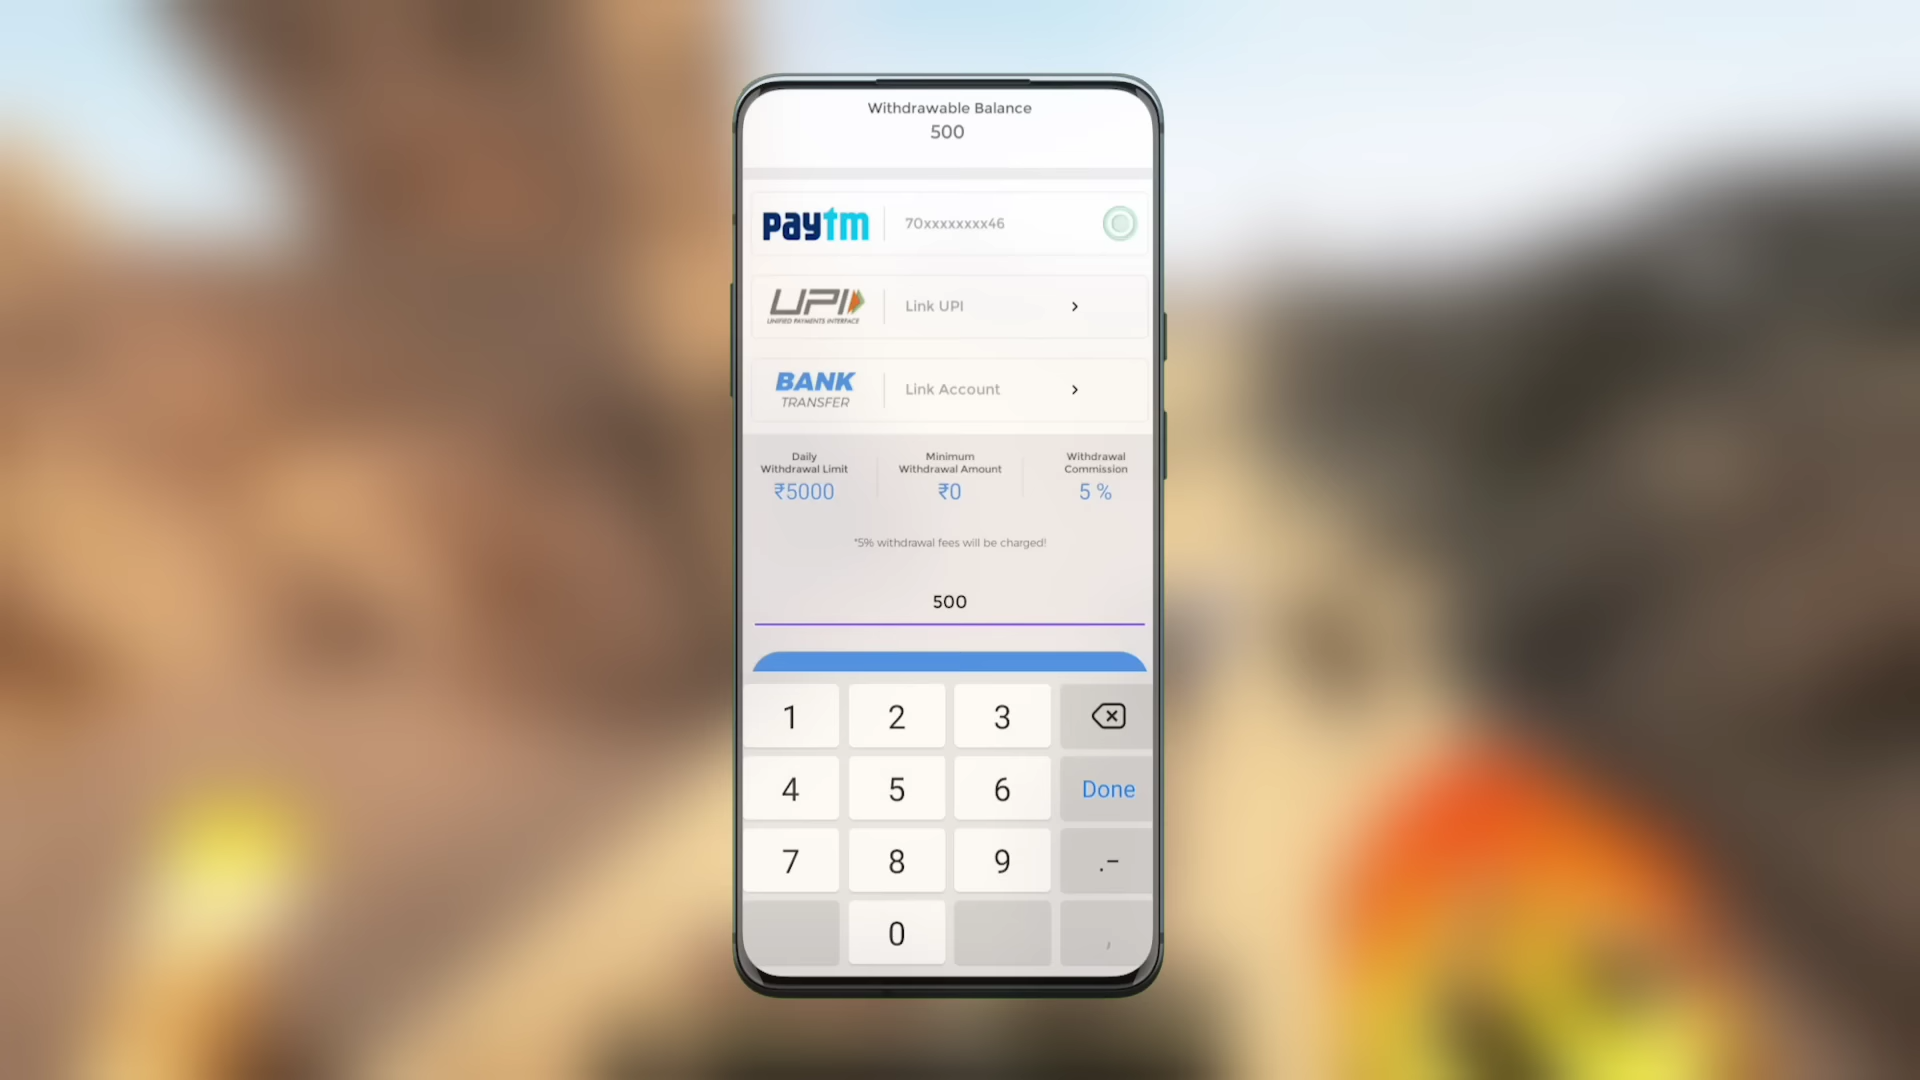 Withdrawable Balance
500
paytm
70xxxxxxxx46
UPI
UNIFIED PAYMENTS INTERFACE
Link UPI
BANK
TRANSFER
Link Account
Daily
Withdrawal Limit
₹5000
Minimum
Withdrawal Amount
₹0
Withdrawal
Commission
5 %
*5% withdrawal fees will be charged!
500
1
2
3
4
5
6
Done
7
8
9
.-
0
,